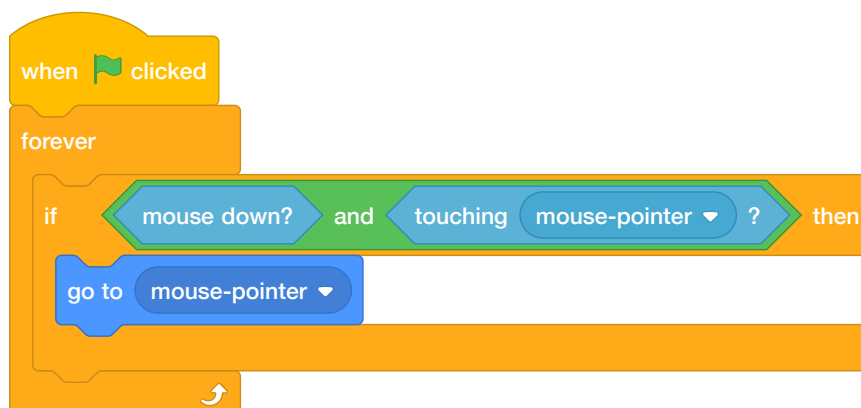 when clicked
forever
if mouse down? and touching mouse-pointer ? then
go to mouse-pointer